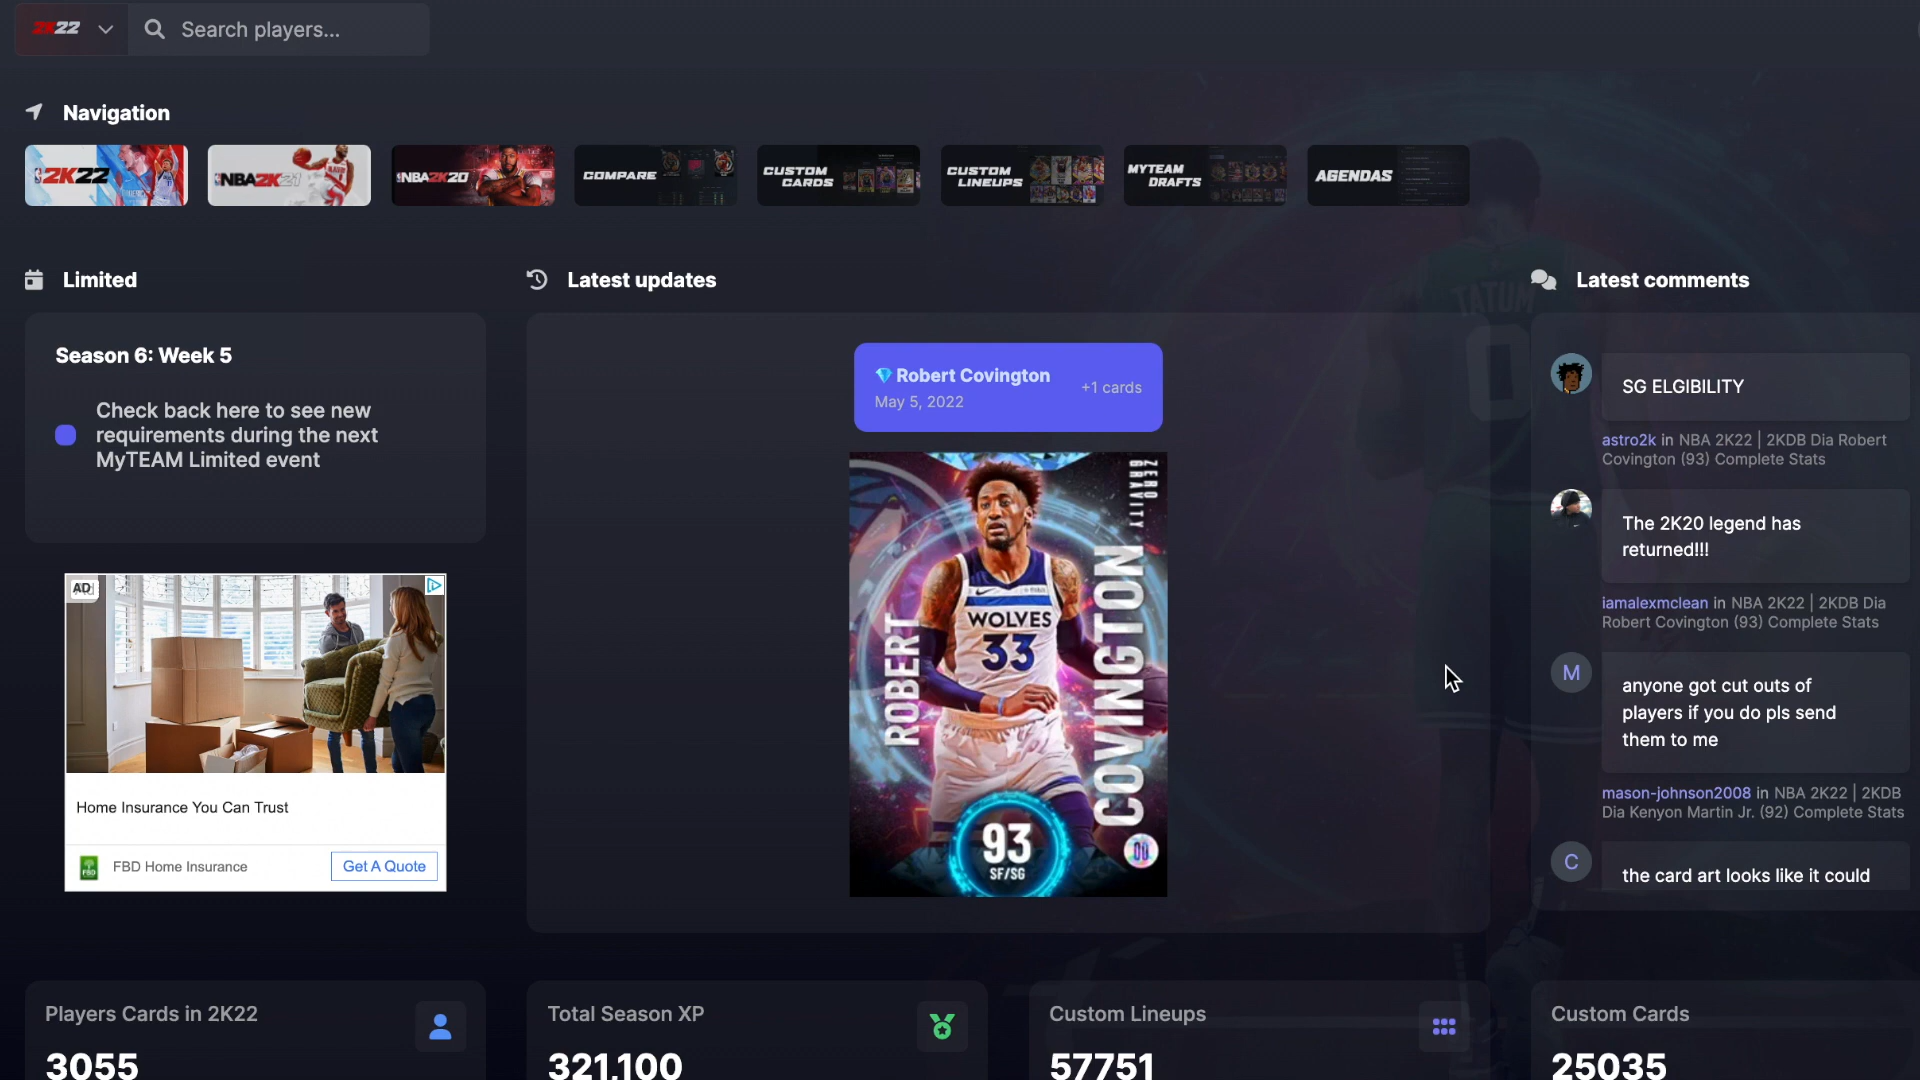 2K22
Search players...
Navigation
2K22
NBA2K21
NBA2K20
COMPARE
CUSTOM
CARDS
CUSTOM
LINEUPS
MYTEAM
DRAFTS
AGENDAS
Limited
Season 6: Week 5
Check back here to see new
requirements during the next
MyTEAM Limited event
AD
Home Insurance You Can Trust
FBD
FBD Home Insurance
Get A Quote
Latest updates
Robert Covington
+1 cards
May 5, 2022
ZERO
GRAVITY
ROBERT
COVINGTON
WOLVES
33
93
SF/SG
TATUM
0
Latest comments
SG ELGIBILITY
astro2k in NBA 2K22 | 2KDB Dia Robert
Covington (93) Complete Stats
The 2K20 legend has
returned!!!
iamalexmclean in NBA 2K22 | 2KDB Dia
Robert Covington (93) Complete Stats
M
anyone got cut outs of
players if you do pls send
them to me
mason-johnson2008 in NBA 2K22 | 2KDB
Dia Kenyon Martin Jr. (92) Complete Stats
C
the card art looks like it could
Players Cards in 2K22
3055
Total Season XP
321,100
Custom Lineups
57751
Custom Cards
25035